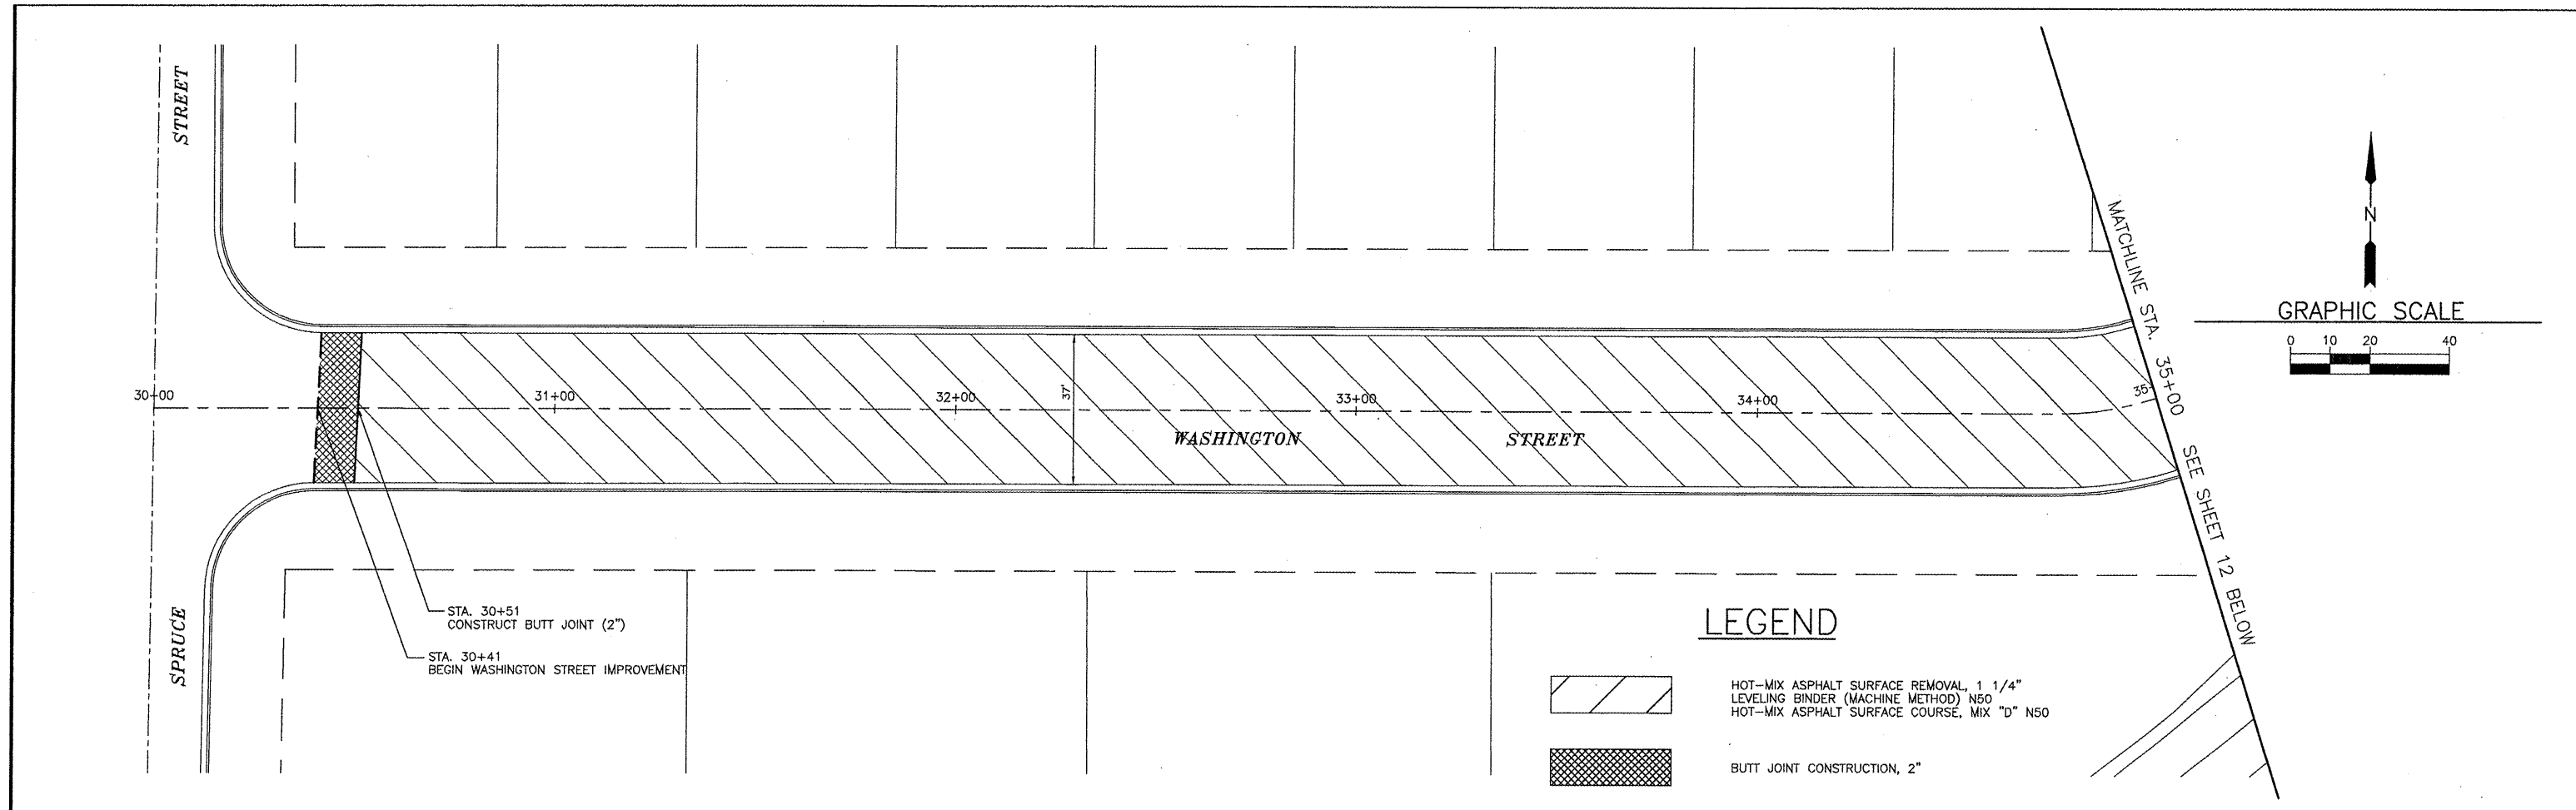 STREET
SPRUCE
30+00
31+00
32+00
33+00
34+00
35
37'
WASHINGTON STREET
STA. 30+51
CONSTRUCT BUTT JOINT (2")
STA. 30+41
BEGIN WASHINGTON STREET IMPROVEMENT
MATCHLINE STA. 35+00 SEE SHEET 12 BELOW
N
GRAPHIC SCALE
0 10 20 40
LEGEND
HOT-MIX ASPHALT SURFACE REMOVAL, 1 1/4"
LEVELING BINDER (MACHINE METHOD) N50
HOT-MIX ASPHALT SURFACE COURSE, MIX "D" N50
BUTT JOINT CONSTRUCTION, 2"